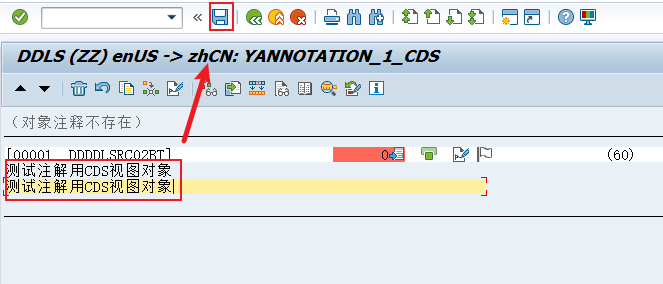 DDLS (ZZ) enUS -> zhCN: YANNOTATION_1_CDS
(对象注释不存在)
[00001 DDDDLSRC02BT] 0 (60)
测试注解用CDS视图对象
测试注解用CDS视图对象